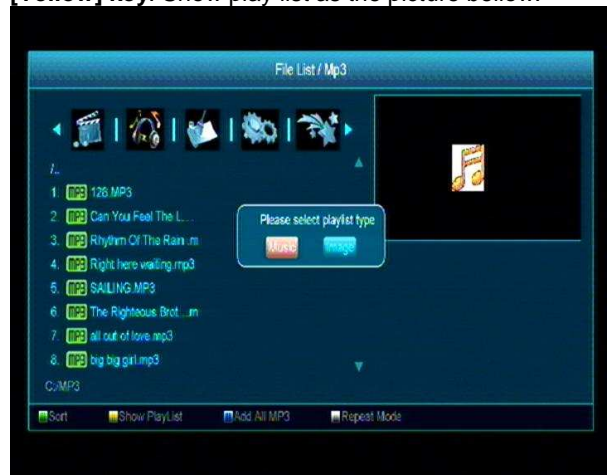 [Yellow] key: Show play list as the picture bellow:
File List / Mp3
/..
1. MP3 128.MP3
2. MP3 Can You Feel The L...
3. MP3 Rhythm Of The Rain .m
4. MP3 Right here waiting.mp3
5. MP3 SAILING.MP3
6. MP3 The Righteous Brot...m
7. MP3 all out of love.mp3
8. MP3 big big girl.mp3
Please select playlist type
Music Image
C:/MP3
Sort Show PlayList Add All MP3 Repeat Mode